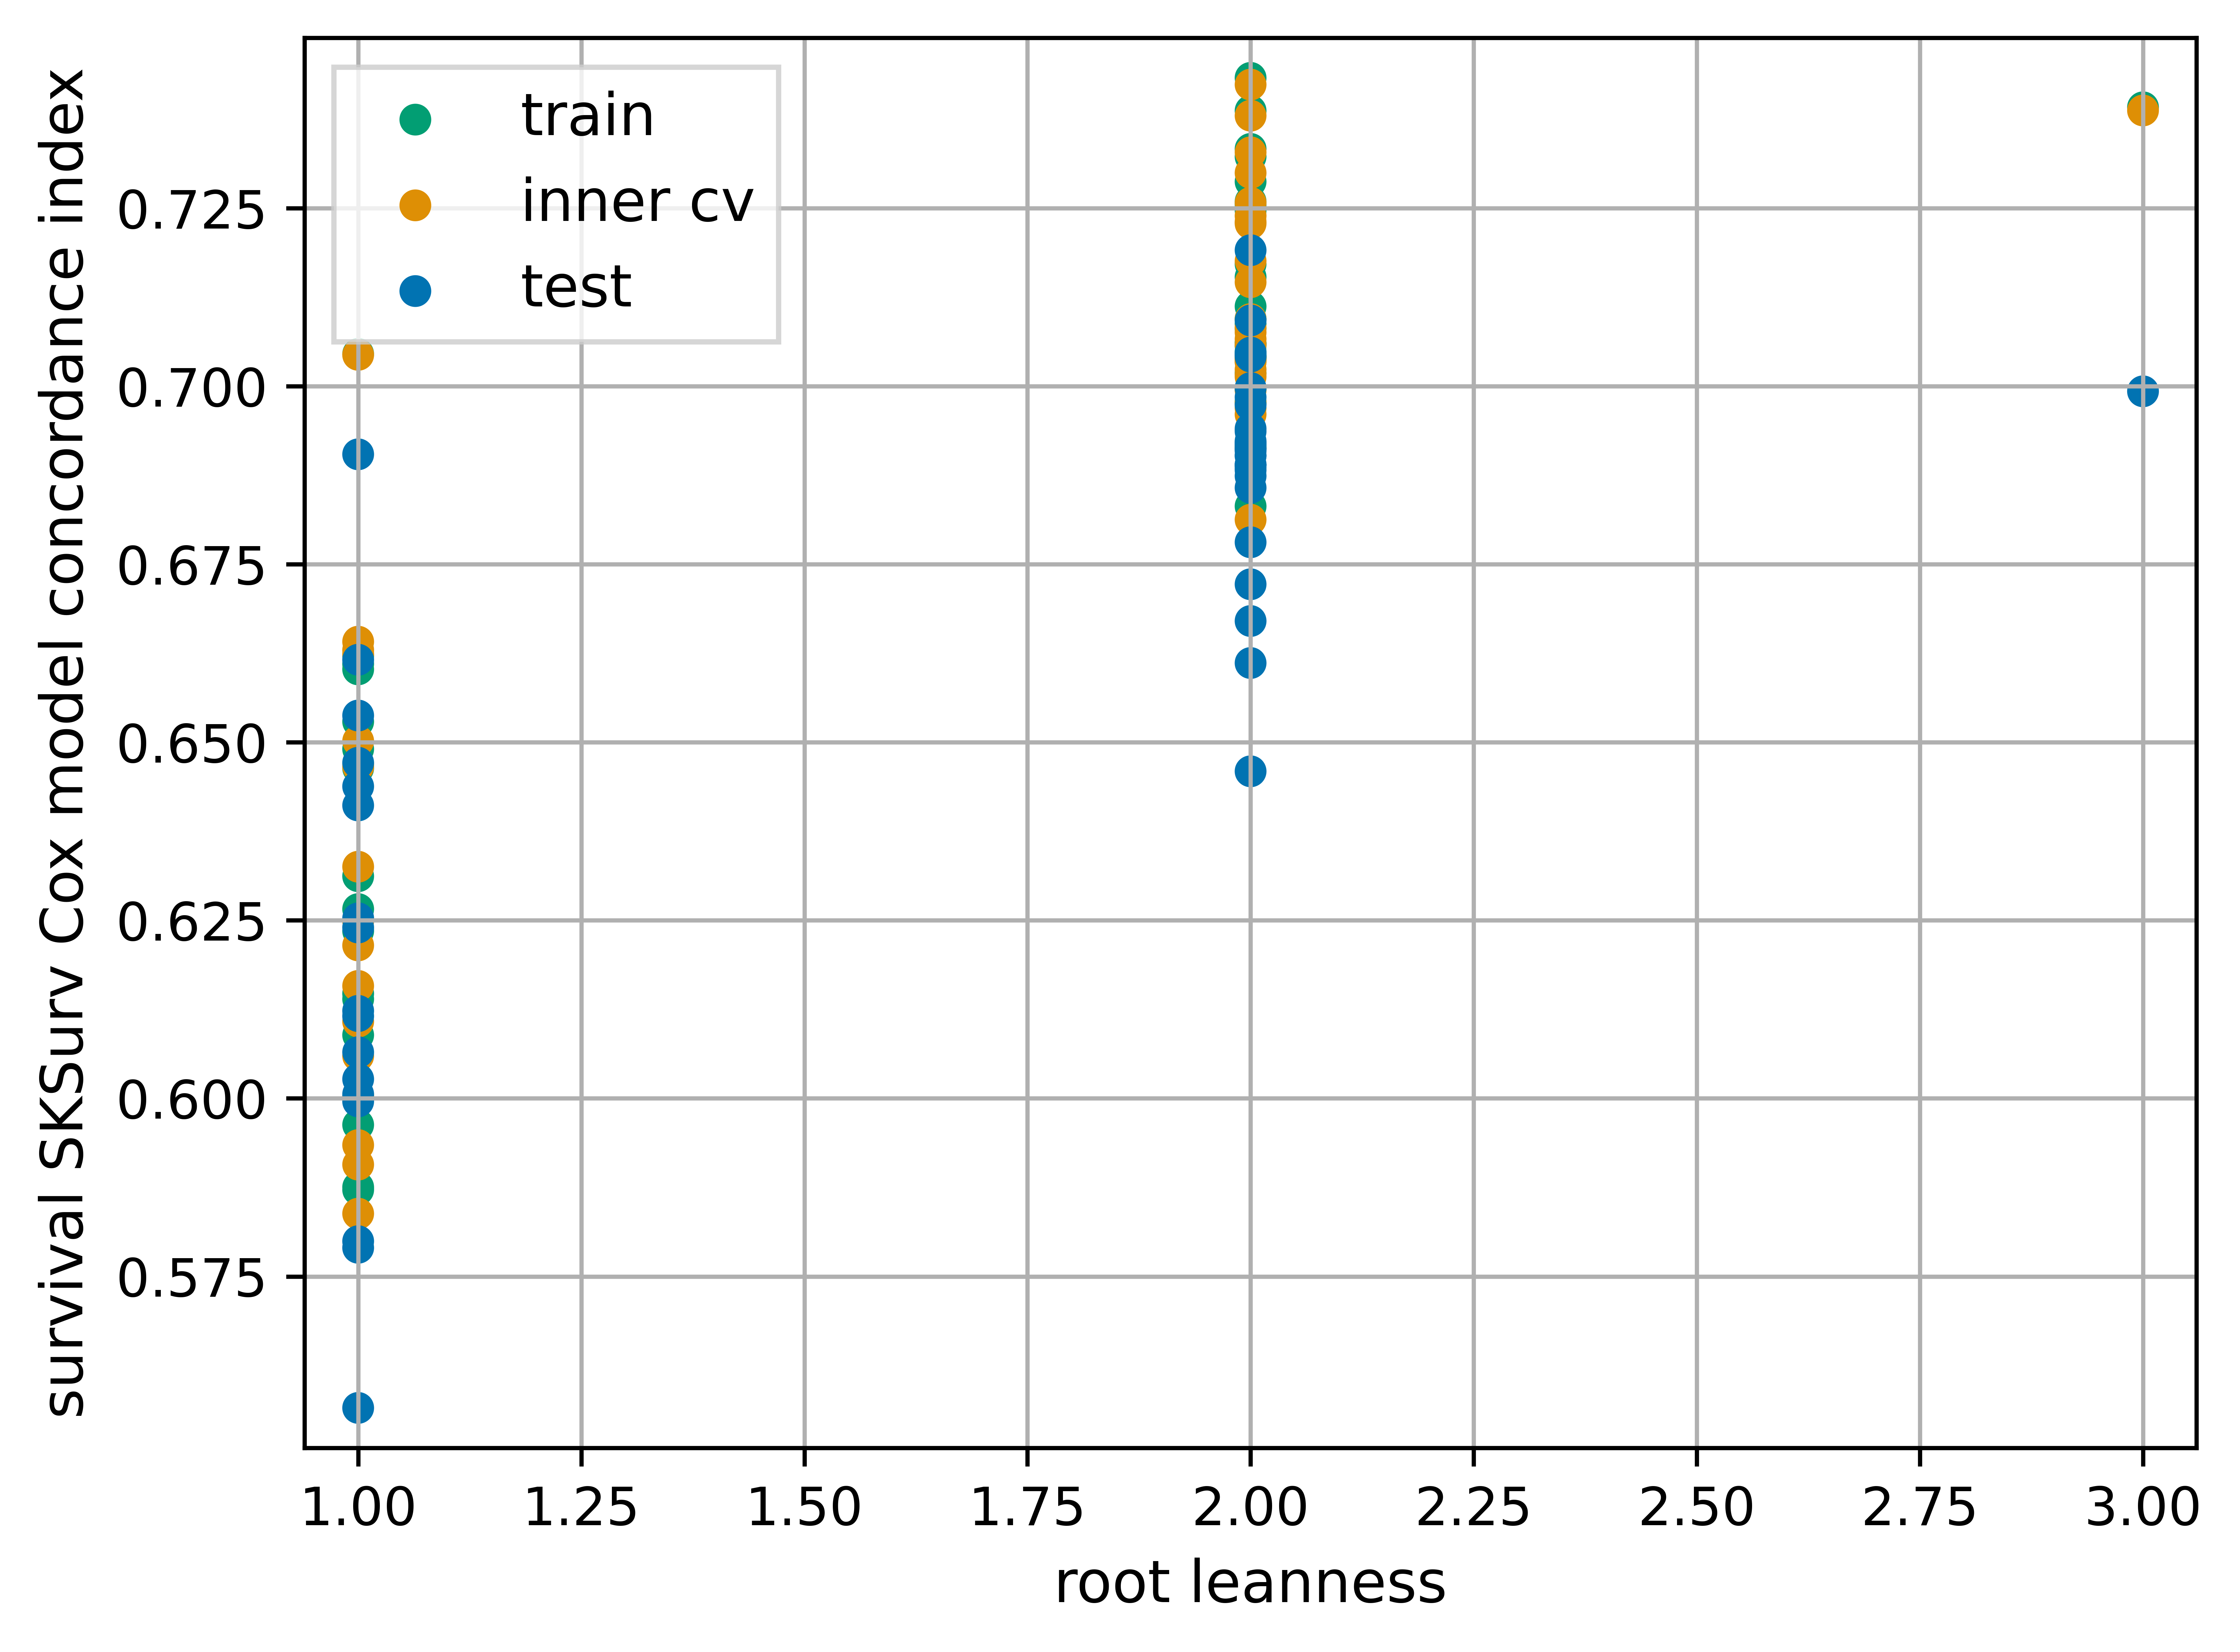 survival SKSurv Cox model concordance index
train
inner cv
test
0.725
0.700
0.675
0.650
0.625
0.600
0.575
1.00 1.25 1.50 1.75 2.00 2.25 2.50 2.75 3.00
root leanness